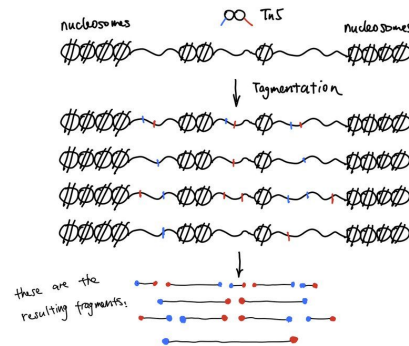 Tn5
nucleosomes
nucleosomes
Tagmentation
these are the
resulting fragments: